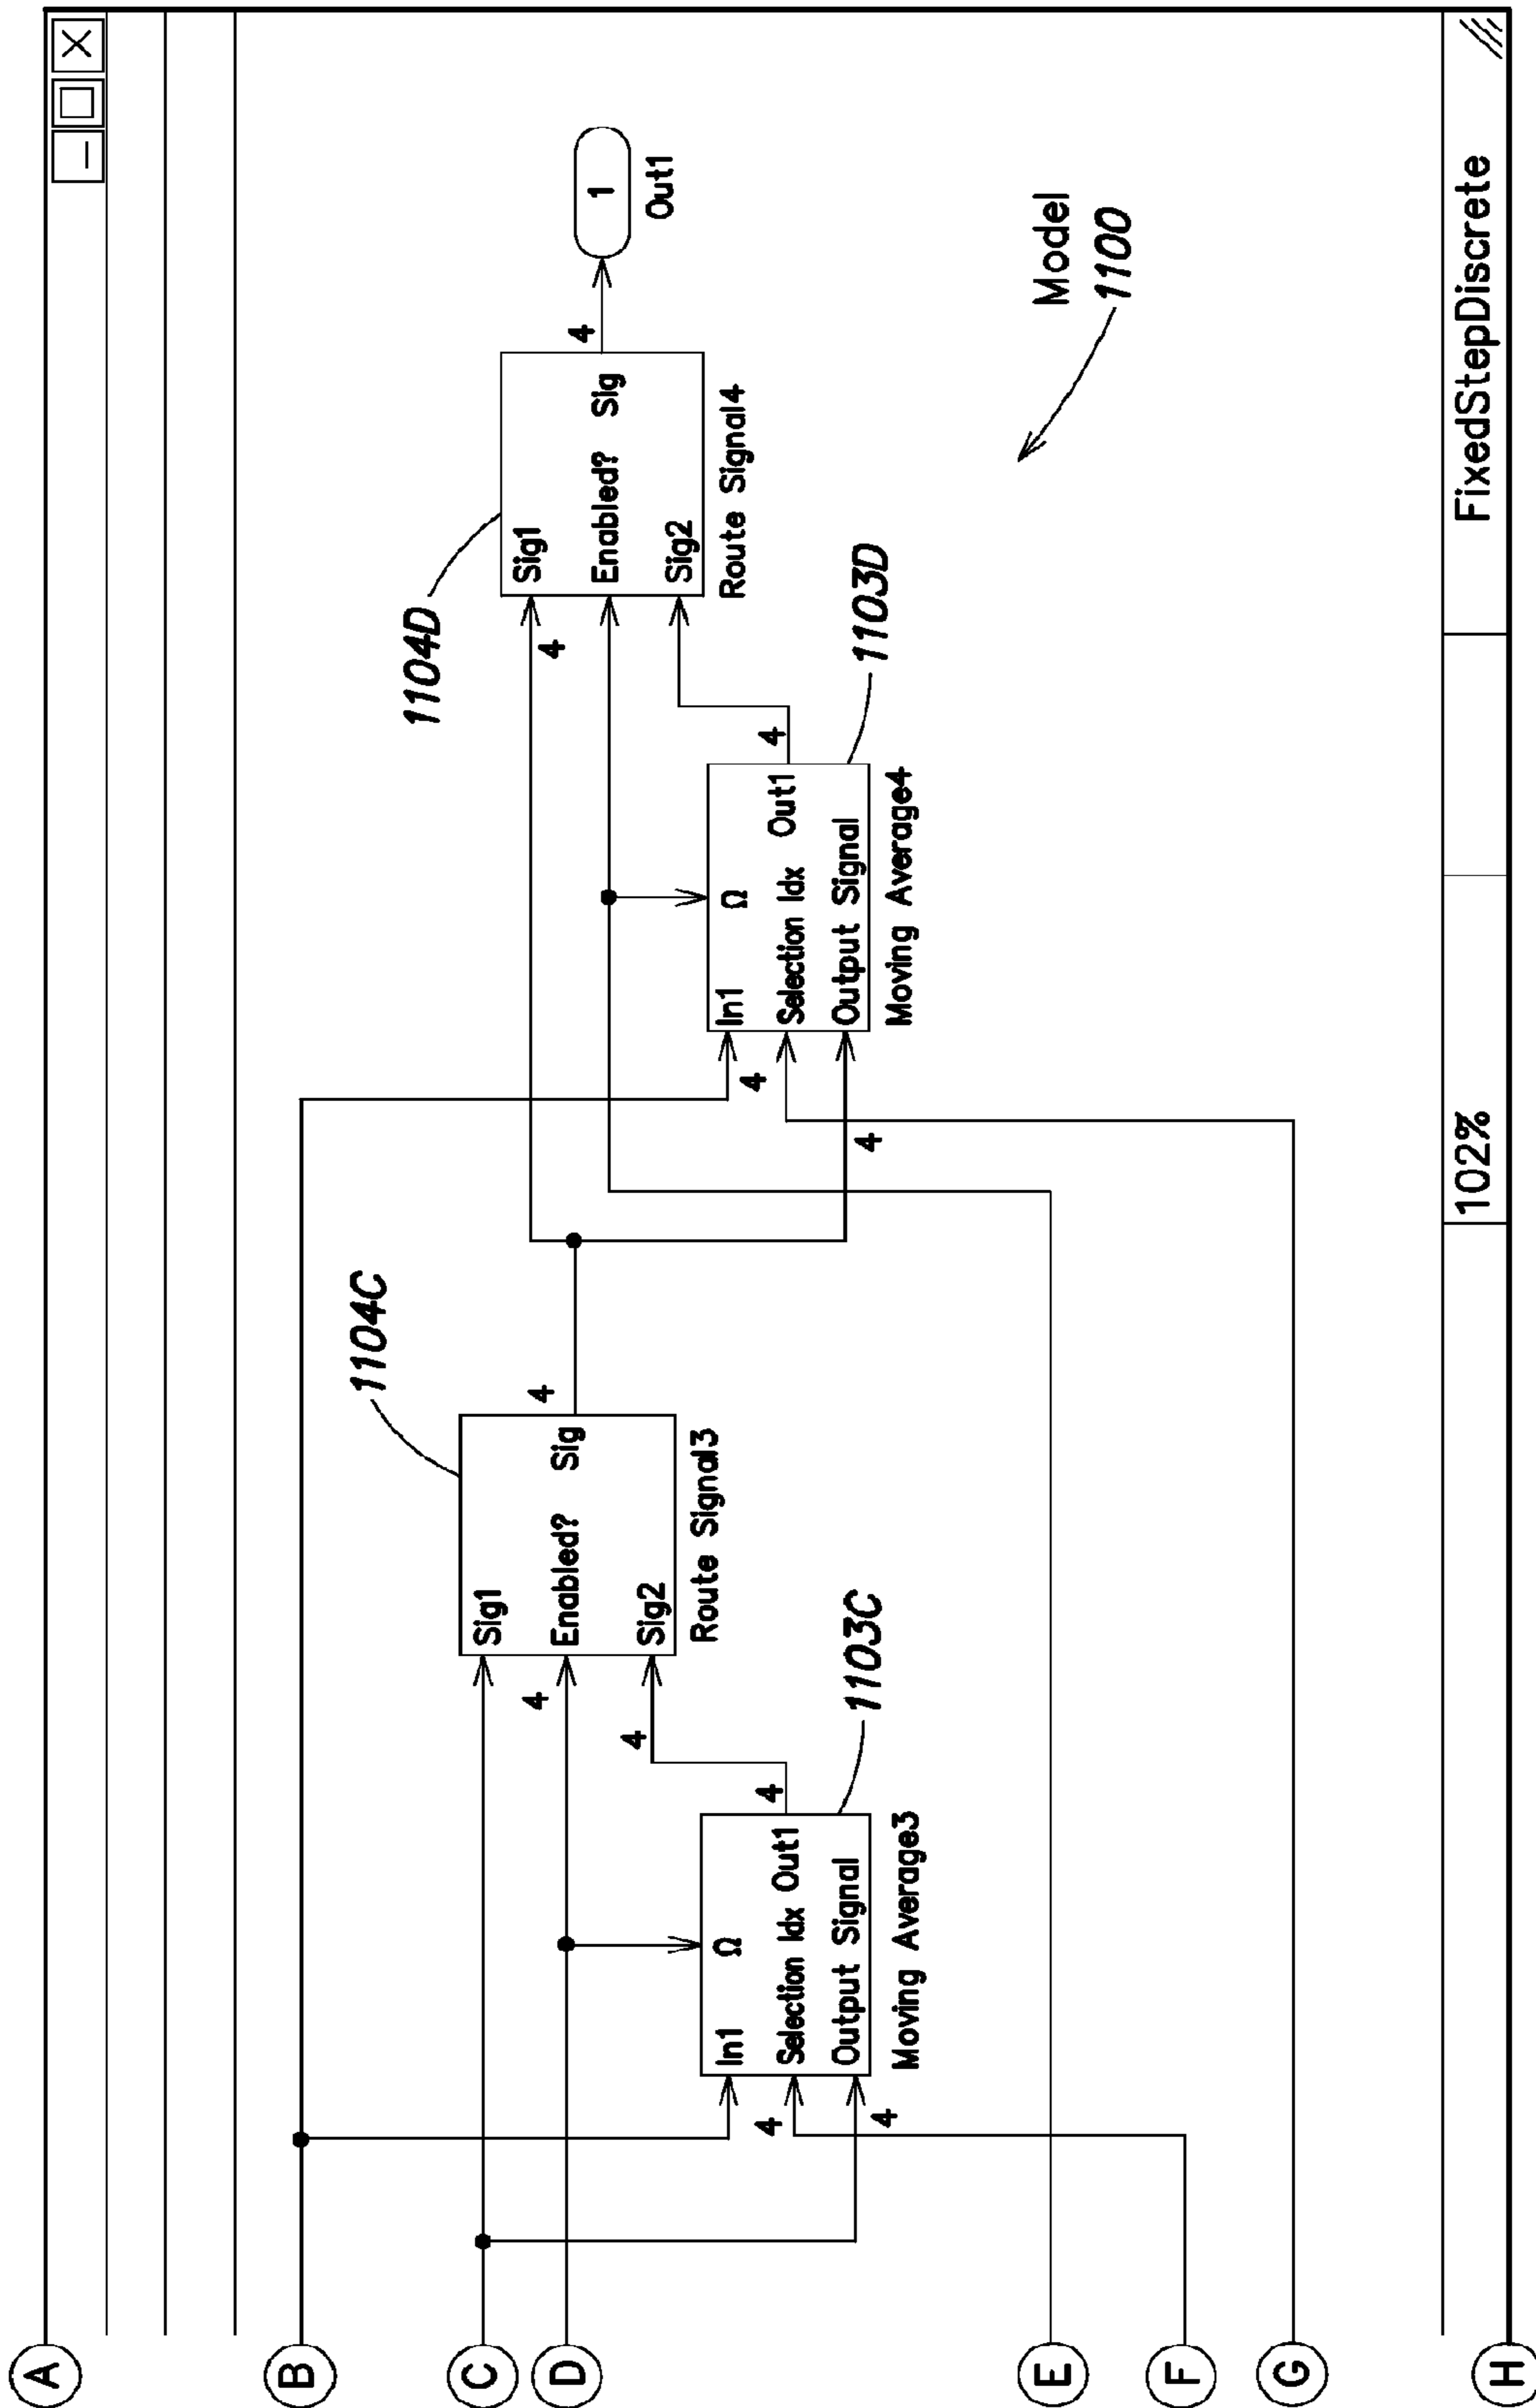 A
B
C
D
E
F
G
H
4
4
In1
Ω
Selection Idx
Out1
Output Signal
Moving Average3
4
1103C
4
4
Sig1
Enabled?
Sig
Sig2
Route Signal3
4
1104C
4
4
In1
Ω
Selection Idx
Out1
Output Signal
Moving Average4
4
1103D
4
Sig1
Enabled?
Sig
Sig2
Route Signal4
4
1104D
1
Out1
Model
1100
102%
FixedStepDiscrete